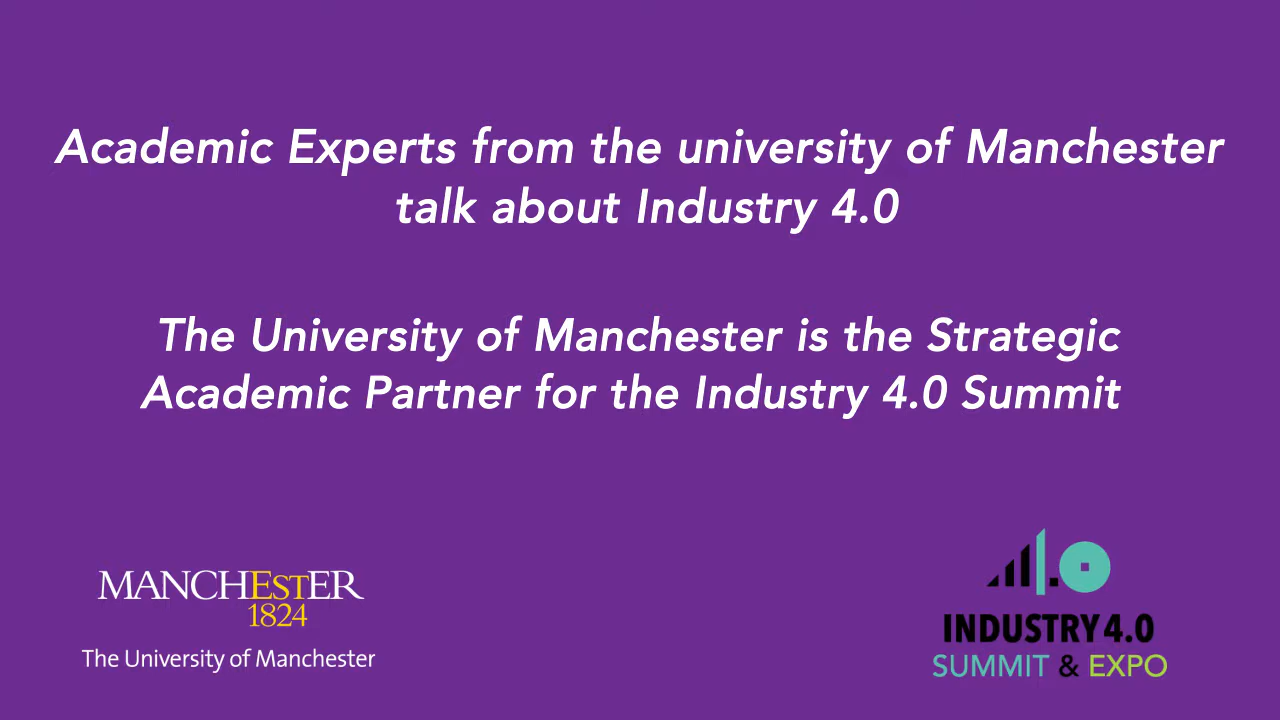 Academic Experts from the university of Manchester
talk about Industry 4.0
The University of Manchester is the Strategic
Academic Partner for the Industry 4.0 Summit
MANCHESTER
1824
The University of Manchester
4.0
INDUSTRY 4.0
SUMMIT & EXPO